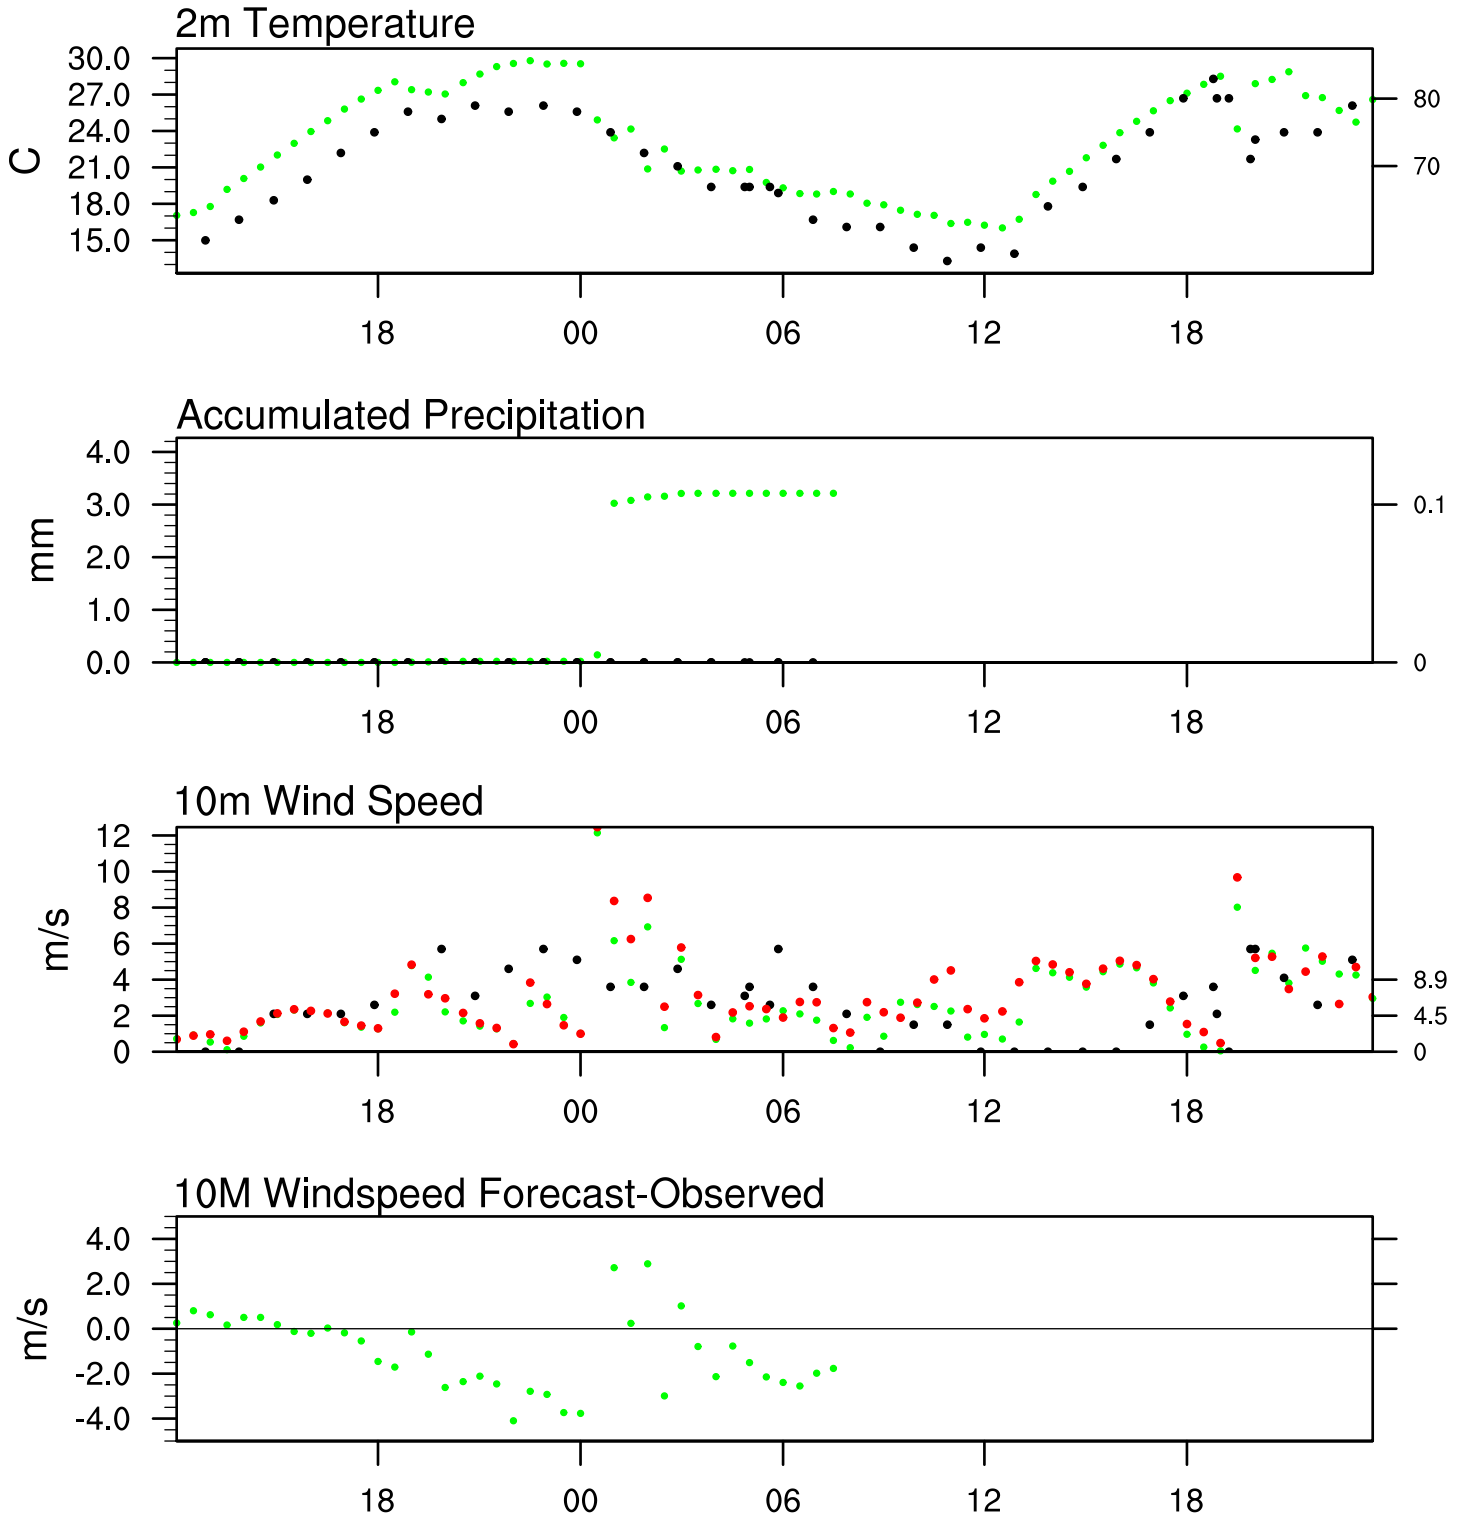 2m Temperature
30.0
27.0
24.0
21.0
18.0
15.0
C
80
70
18 00 06 12 18
Accumulated Precipitation
4.0
3.0
2.0
1.0
0.0
mm
0.1
0
18 00 06 12 18
10m Wind Speed
12
10
8
6
4
2
0
m/s
8.9
4.5
0
18 00 06 12 18
10M Windspeed Forecast-Observed
4.0
2.0
0.0
-2.0
-4.0
m/s
18 00 06 12 18